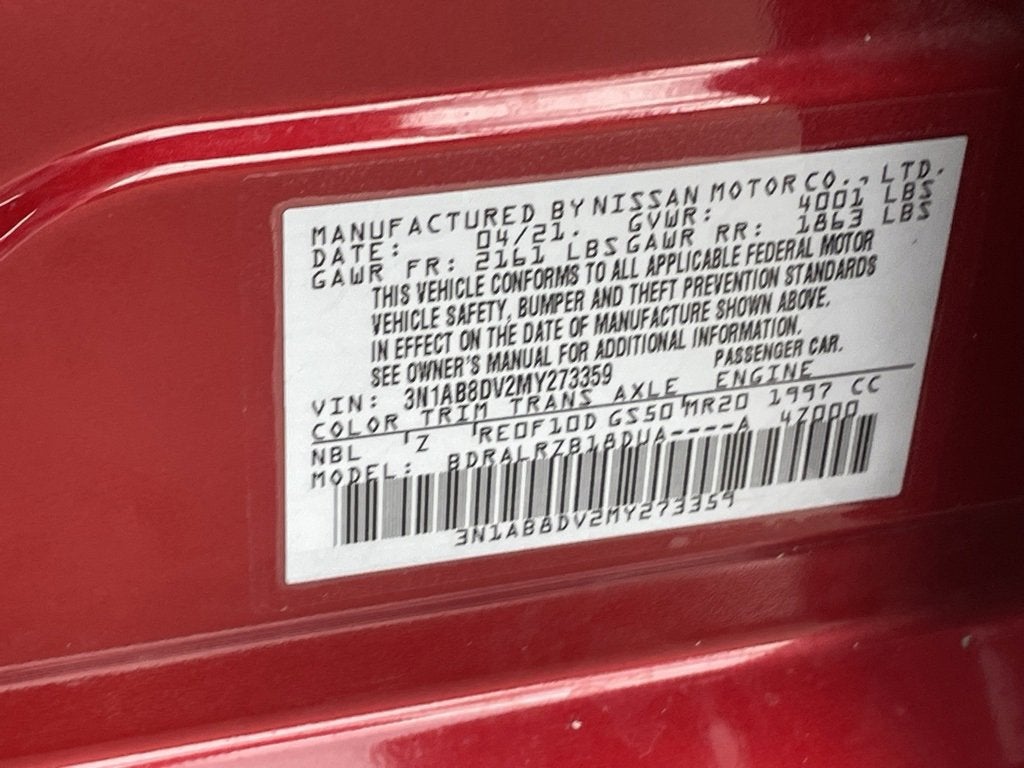 MANUFACTURED BY NISSAN MOTOR CO., LTD.
DATE: 04/21. GVWR: 4001 LBS
GAWR FR: 2161 LBS GAWR RR: 1863 LBS
THIS VEHICLE CONFORMS TO ALL APPLICABLE FEDERAL MOTOR
VEHICLE SAFETY, BUMPER AND THEFT PREVENTION STANDARDS
IN EFFECT ON THE DATE OF MANUFACTURE SHOWN ABOVE.
SEE OWNER'S MANUAL FOR ADDITIONAL INFORMATION.
VIN: 3N1AB8DV2MY273359 PASSENGER CAR.
COLOR TRIM TRANS AXLE ENGINE
NBL Z RE0F10D GS50 MR20 1997 CC
MODEL: BDRALRZB18DUA----A 4Z000
3N1AB8DV2MY273359